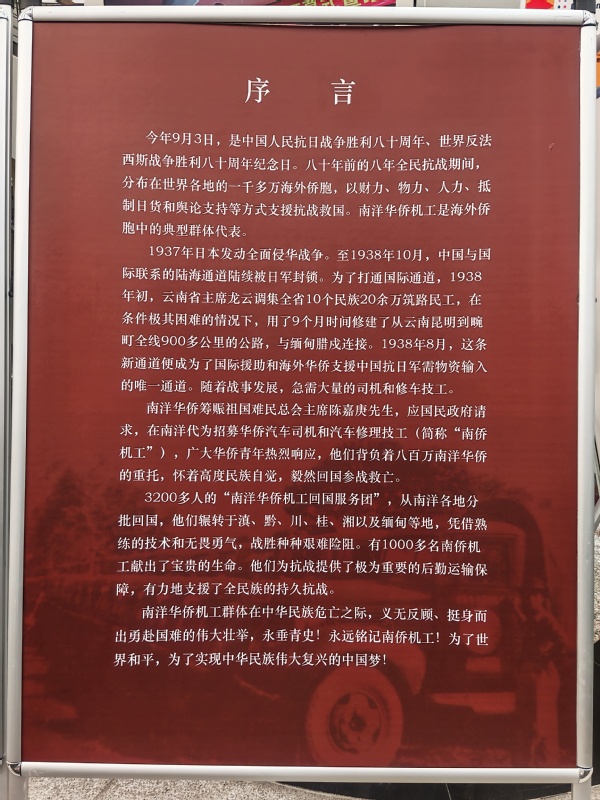 序 言
今年9月3日，是中国人民抗日战争胜利八十周年、世界反法
西斯战争胜利八十周年纪念日。八十年前的八年全民抗战期间，
分布在世界各地的一千多万海外侨胞，以财力、物力、人力、抵
制日货和舆论支持等方式支援抗战救国。南洋华侨机工是海外侨
胞中的典型群体代表。
1937年日本发动全面侵华战争。至1938年10月，中国与国
际联系的陆海通道陆续被日军封锁。为了打通国际通道，1938
年初，云南省主席龙云调集全省10个民族20余万筑路民工，在
条件极其困难的情况下，用了9个月时间修建了从云南昆明到畹
町全线900多公里的公路，与缅甸腊戍连接。1938年8月，这条
新通道便成为了国际援助和海外华侨支援中国抗日军需物资输入
的唯一通道。随着战事发展，急需大量的司机和修车技工。
南洋华侨筹赈祖国难民总会主席陈嘉庚先生，应国民政府请
求，在南洋代为招募华侨汽车司机和汽车修理技工（简称“南侨
机工”），广大华侨青年热烈响应，他们背负着八百万南洋华侨
的重托，怀着高度民族自觉，毅然回国参战救亡。
3200多人的“南洋华侨机工回国服务团”，从南洋各地分
批回国，他们辗转于滇、黔、川、桂、湘以及缅甸等地，凭借熟
练的技术和无畏勇气，战胜种种艰难险阻。有1000多名南侨机
工献出了宝贵的生命。他们为抗战提供了极为重要的后勤运输保
障，有力地支援了全民族的持久抗战。
南洋华侨机工群体在中华民族危亡之际，义无反顾、挺身而
出勇赴国难的伟大壮举，永垂青史！永远铭记南侨机工！为了世
界和平，为了实现中华民族伟大复兴的中国梦！